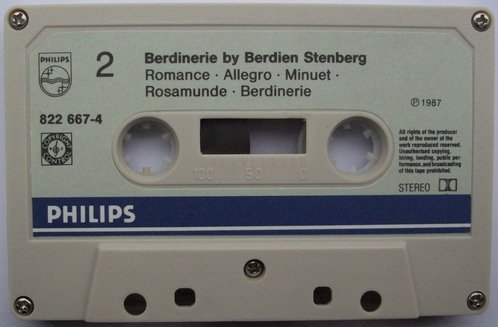 PHILIPS
2
Berdinerie by Berdien Stenberg
Romance · Allegro · Minuet ·
Rosamunde · Berdinerie
822 667-4
℗ 1987
All rights of the producer
and of the owner of the
work reproduced reserved.
Unauthorised copying,
hiring, lending, public per-
formance, and broadcasting
of this tape prohibited.
STEREO
100 50 0
PHILIPS